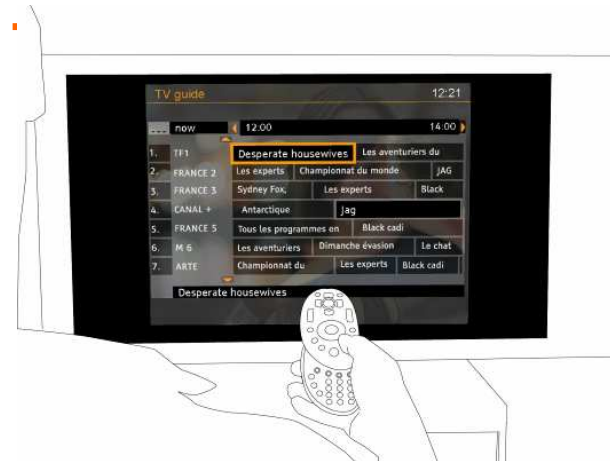 TV guide 12:21
--- now 12:00 14:00
1. TF1 Desperate housewives Les aventuriers du
2. FRANCE 2 Les experts Championnat du monde JAG
3. FRANCE 3 Sydney Fox, Les experts Black
4. CANAL + Antarctique Jag
5. FRANCE 5 Tous les programmes en Black cadi
6. M 6 Les aventuriers Dimanche évasion Le chat
7. ARTE Championnat du Les experts Black cadi
Desperate housewives